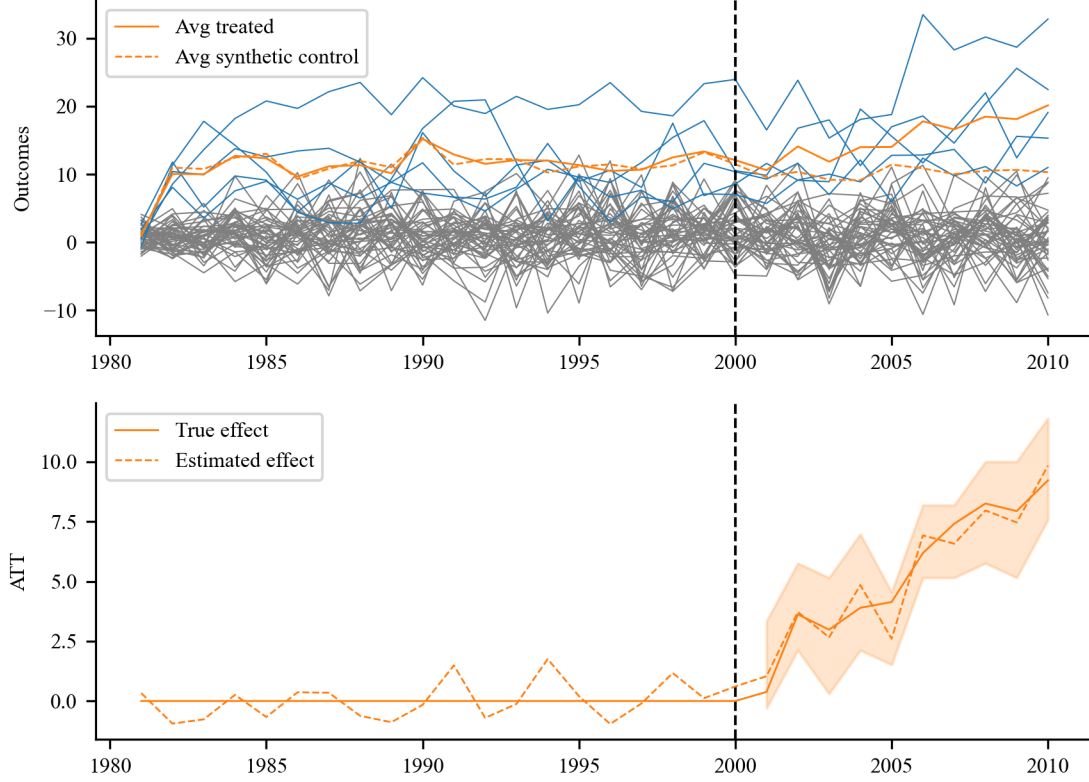 Avg treated
Avg synthetic control
30
20
10
0
−10
Outcomes
1980 1985 1990 1995 2000 2005 2010
True effect
Estimated effect
10.0
7.5
5.0
2.5
0.0
ATT
1980 1985 1990 1995 2000 2005 2010